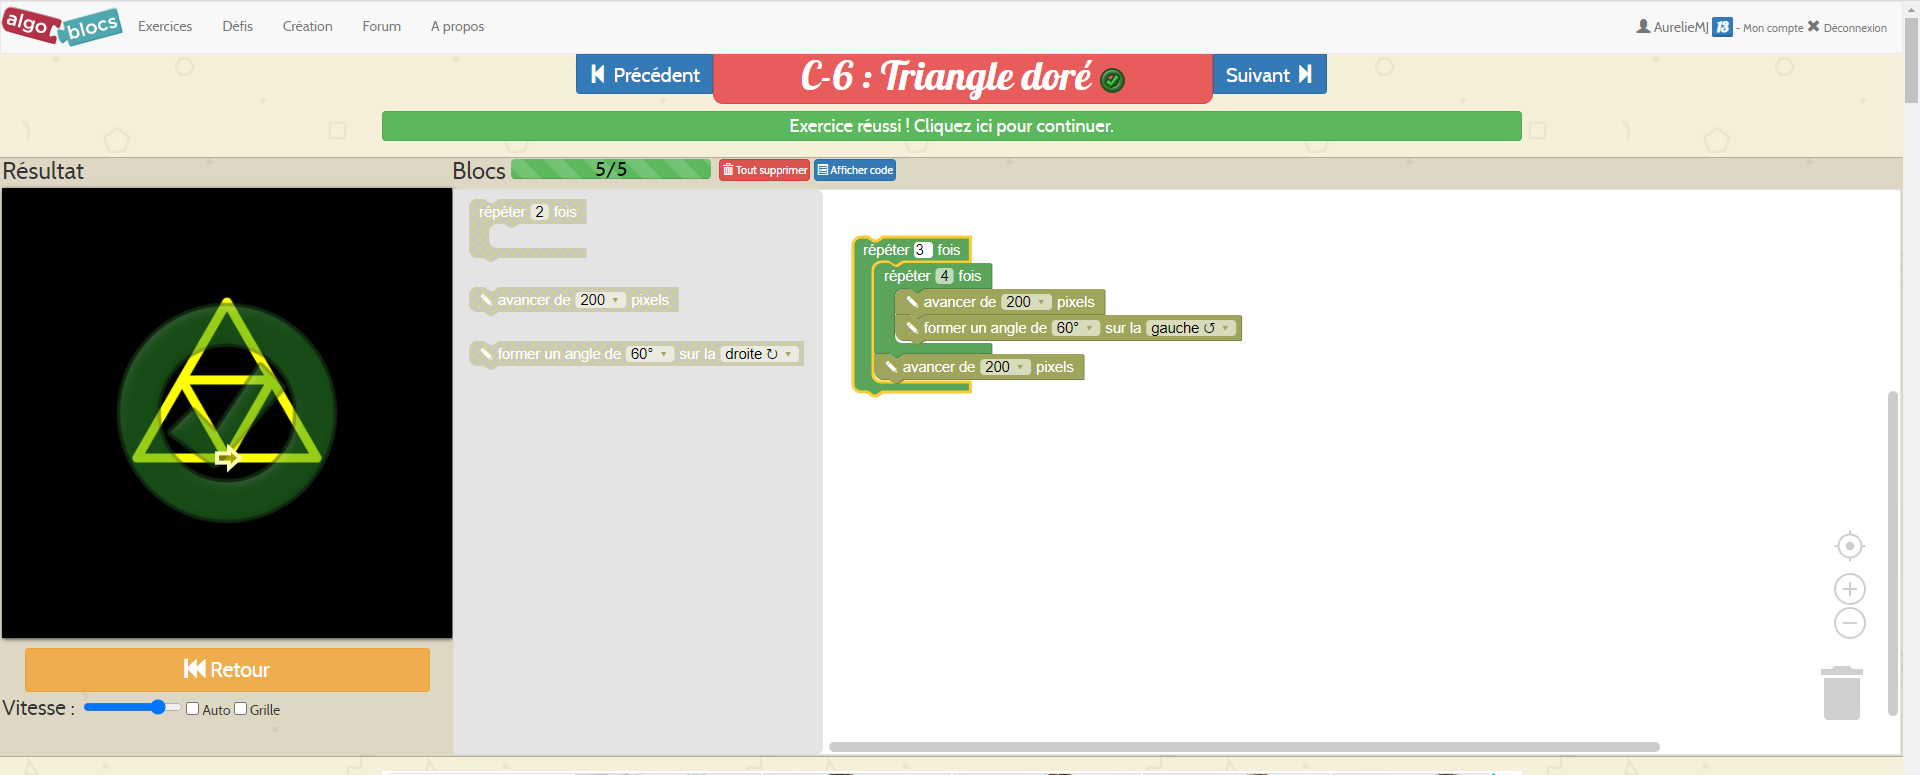 algo blocs
Exercices
Défis
Création
Forum
A propos
AurelieMJ 13 - Mon compte ✖ Déconnexion
Précédent
C-6 : Triangle doré
Suivant
Exercice réussi ! Cliquez ici pour continuer.
Résultat
Blocs 5/5
Tout supprimer
Afficher code
répéter 2 fois
avancer de 200 pixels
former un angle de 60° sur la droite ↻
répéter 3 fois
répéter 4 fois
avancer de 200 pixels
former un angle de 60° sur la gauche ↺
avancer de 200 pixels
Retour
Vitesse :
Auto
Grille